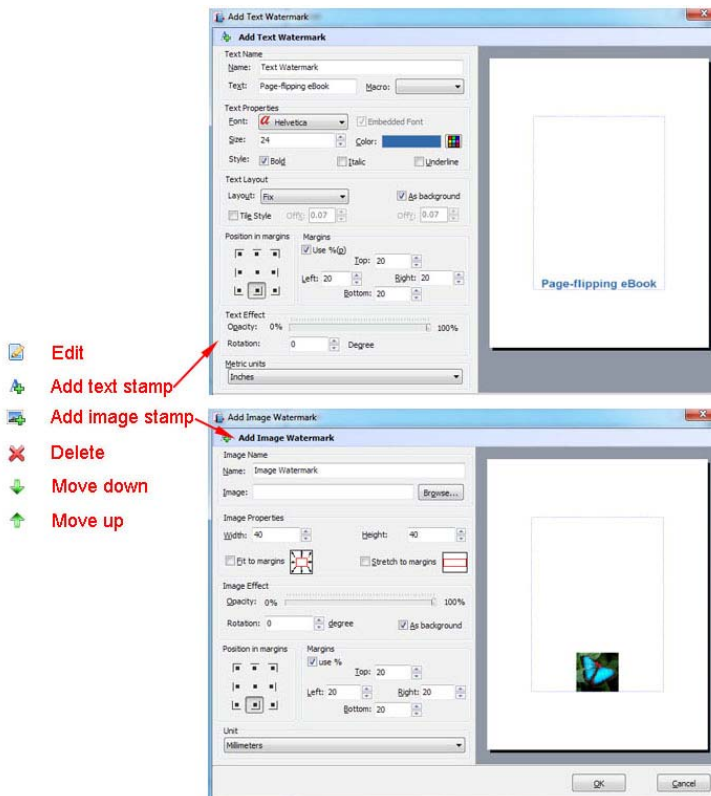 Add Text Watermark
Add Text Watermark
Text Name
Name: Text Watermark
Text: Page-flipping eBook Macro:
Text Properties
Font: a Helvetica Embedded Font
Size: 24 Color:
Style: Bold Italic Underline
Text Layout
Layout: Fix As background
Tile Style 0.07 0.07
Position in margins Margins
Use %(p)
Top: 20
Left: 20 Right: 20
Bottom: 20
Text Effect
Opacity: 0% 100%
Rotation: 0 Degree
Metric units
Inches
Page-flipping eBook
Edit
Add text stamp
Add image stamp
Delete
Move down
Move up
Add Image Watermark
Add Image Watermark
Image Name
Name: Image Watermark
Image: Browse...
Image Properties
Width: 40 Height: 40
Fit to margins Stretch to margins
Image Effect
Opacity: 0% 100%
Rotation: 0 degree As background
Position in margins Margins
use %
Top: 20
Left: 20 Right: 20
Bottom: 20
Unit
Millimeters
OK Cancel